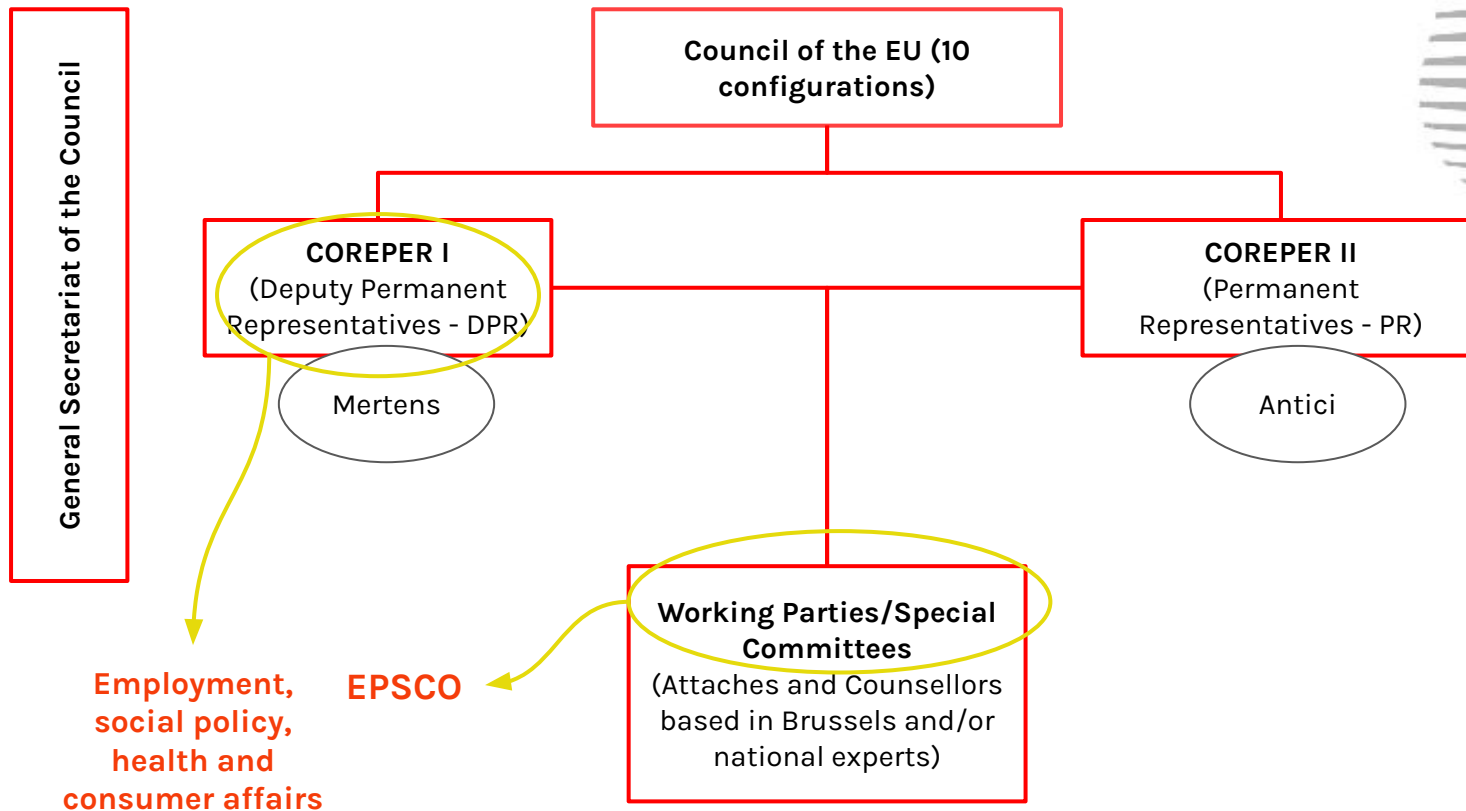 General Secretariat of the Council
Council of the EU (10
configurations)
COREPER I
(Deputy Permanent
Representatives - DPR)
Mertens
COREPER II
(Permanent
Representatives - PR)
Antici
Working Parties/Special
Committees
(Attaches and Counsellors
based in Brussels and/or
national experts)
EPSCO
Employment,
social policy,
health and
consumer affairs